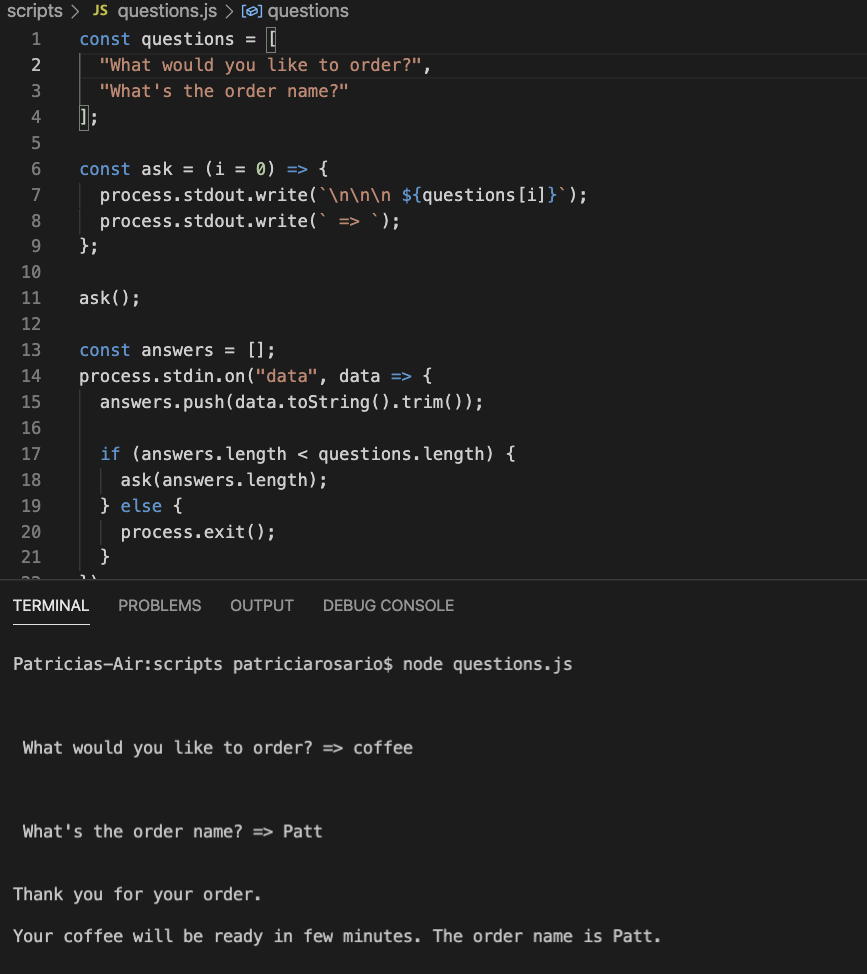 scripts > JS questions.js > questions
1 const questions = [
2   "What would you like to order?",
3   "What's the order name?"
4 ];
5
6 const ask = (i = 0) => {
7   process.stdout.write(`\n\n\n ${questions[i]}`);
8   process.stdout.write(` => `);
9 };
10
11 ask();
12
13 const answers = [];
14 process.stdin.on("data", data => {
15   answers.push(data.toString().trim());
16
17   if (answers.length < questions.length) {
18     ask(answers.length);
19   } else {
20     process.exit();
21   }
TERMINAL PROBLEMS OUTPUT DEBUG CONSOLE
Patricias-Air:scripts patriciarosario$ node questions.js
What would you like to order? => coffee
What's the order name? => Patt
Thank you for your order.
Your coffee will be ready in few minutes. The order name is Patt.